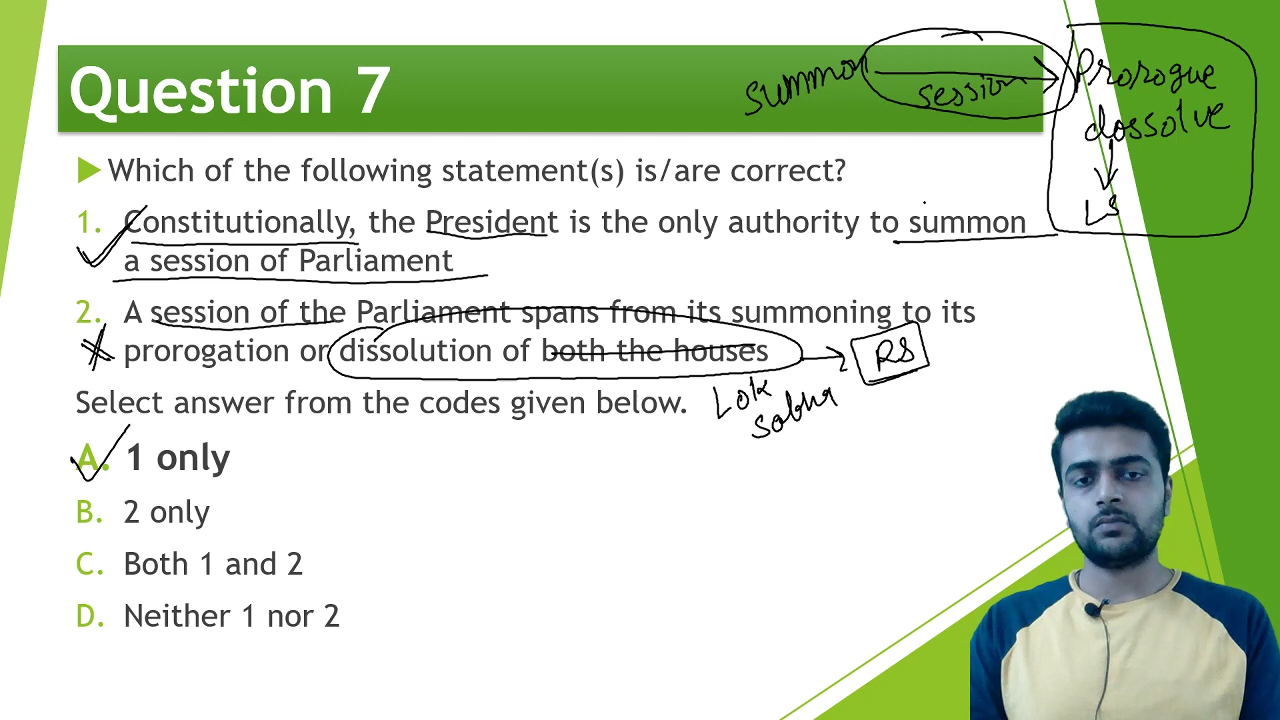 Question 7
summon
session
Prorogue
dossolve
LS
Which of the following statement(s) is/are correct?
1. Constitutionally, the President is the only authority to summon
a session of Parliament
2. A session of the Parliament spans from its summoning to its
prorogation or dissolution of both the houses
RS
Select answer from the codes given below.
Lok
Sabha
A. 1 only
B. 2 only
C. Both 1 and 2
D. Neither 1 nor 2